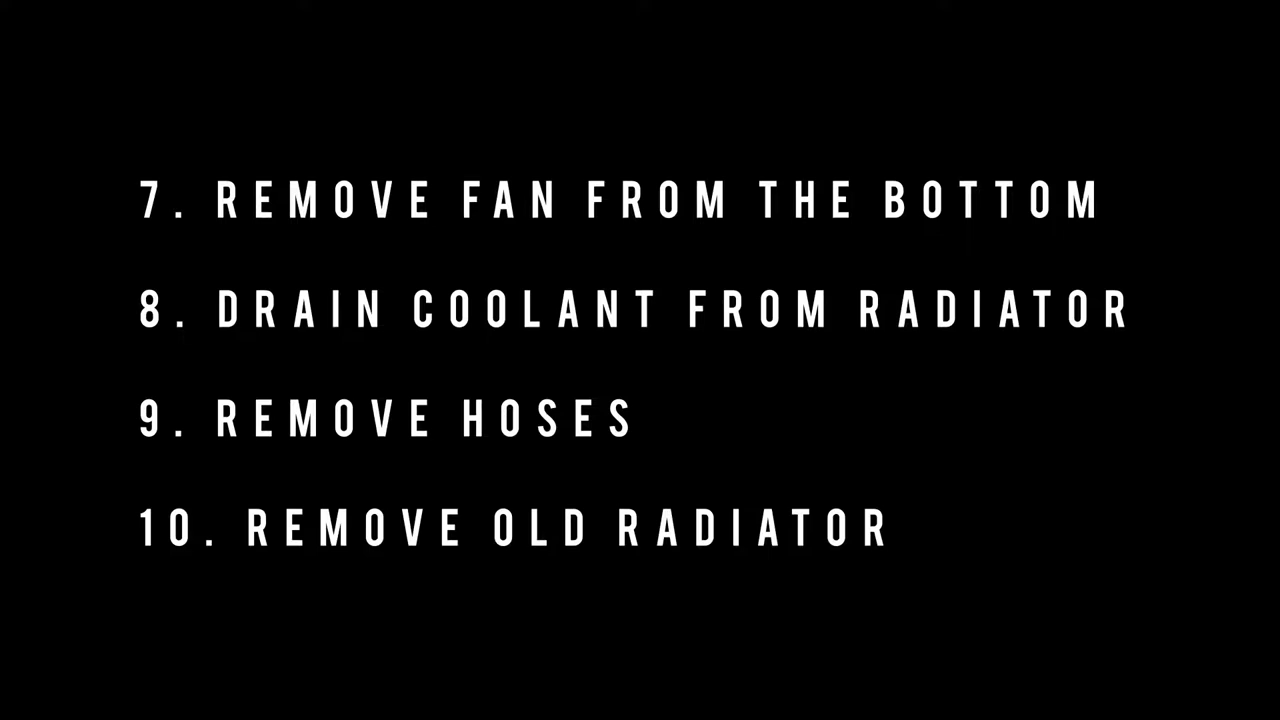 7. REMOVE FAN FROM THE BOTTOM
8. DRAIN COOLANT FROM RADIATOR
9. REMOVE HOSES
10. REMOVE OLD RADIATOR